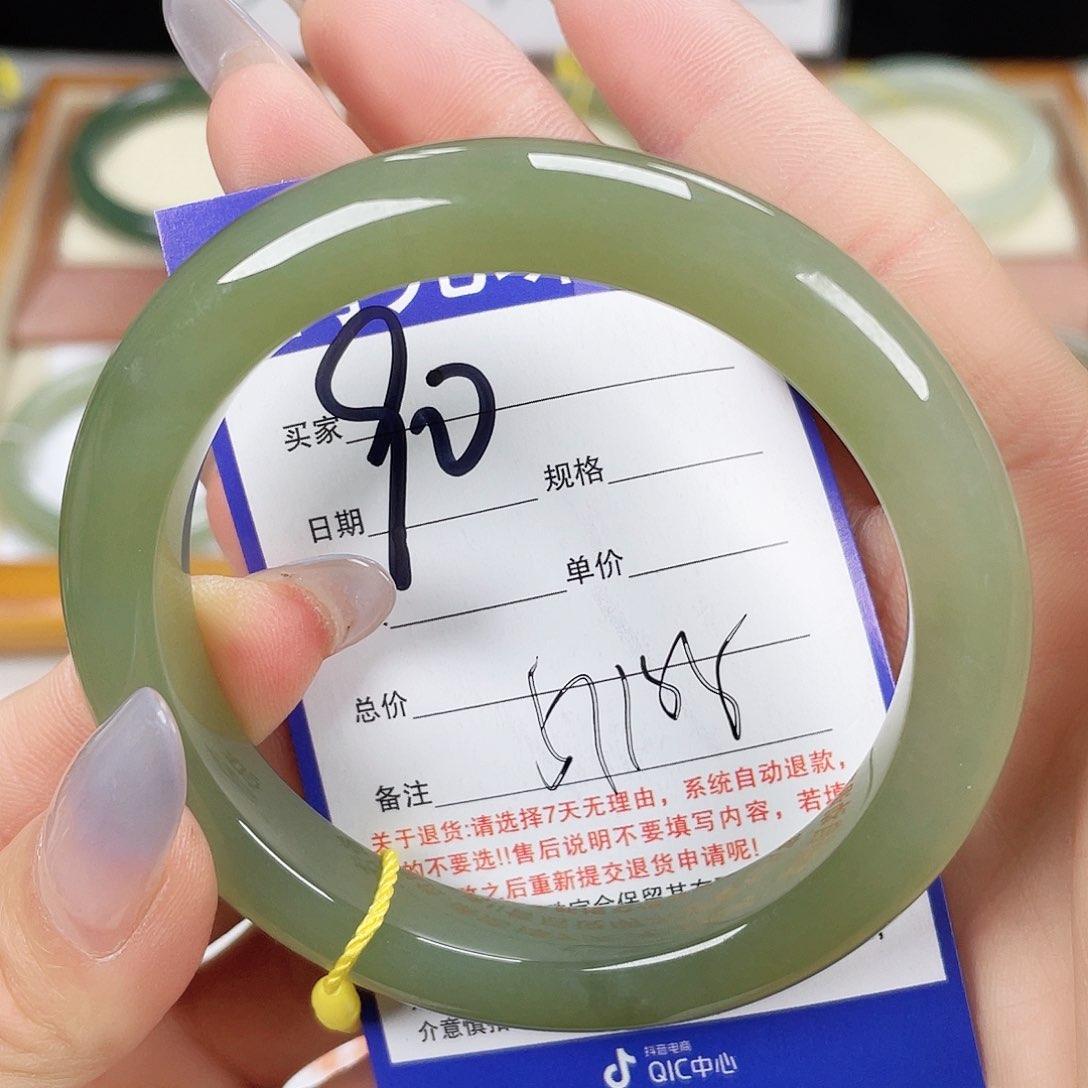 90
买家
日期 规格
单价
总价
备注 57188
关于退货:请选择7天无理由，系统自动退款，
的不要选!!售后说明不要填写内容，若填
之后重新提交退货申请呢!
抖音电商
QIC中心